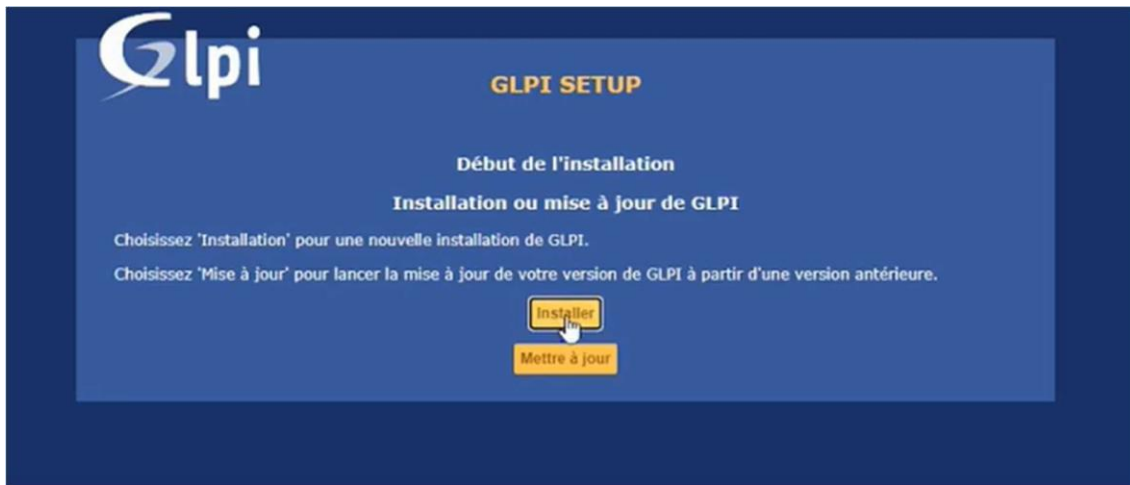 Glpi
GLPI SETUP
Début de l'installation
Installation ou mise à jour de GLPI
Choisissez 'Installation' pour une nouvelle installation de GLPI.
Choisissez 'Mise à jour' pour lancer la mise à jour de votre version de GLPI à partir d'une version antérieure.
Installer
Mettre à jour